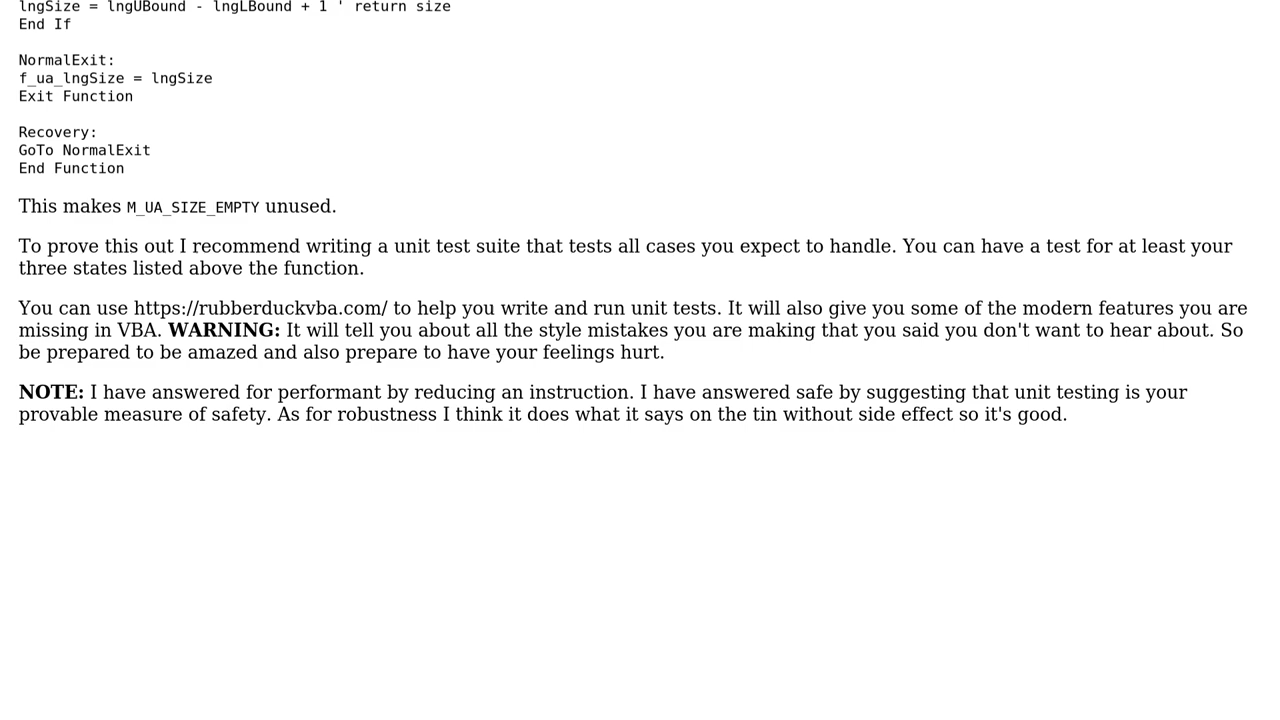 lngSize = lngUBound - lngLBound + 1 ' return size
End If
NormalExit:
f_ua_lngSize = lngSize
Exit Function
Recovery:
GoTo NormalExit
End Function
This makes M_UA_SIZE_EMPTY unused.
To prove this out I recommend writing a unit test suite that tests all cases you expect to handle. You can have a test for at least your
three states listed above the function.
You can use https://rubberduckvba.com/ to help you write and run unit tests. It will also give you some of the modern features you are
missing in VBA. WARNING: It will tell you about all the style mistakes you are making that you said you don't want to hear about. So
be prepared to be amazed and also prepare to have your feelings hurt.
NOTE: I have answered for performant by reducing an instruction. I have answered safe by suggesting that unit testing is your
provable measure of safety. As for robustness I think it does what it says on the tin without side effect so it's good.